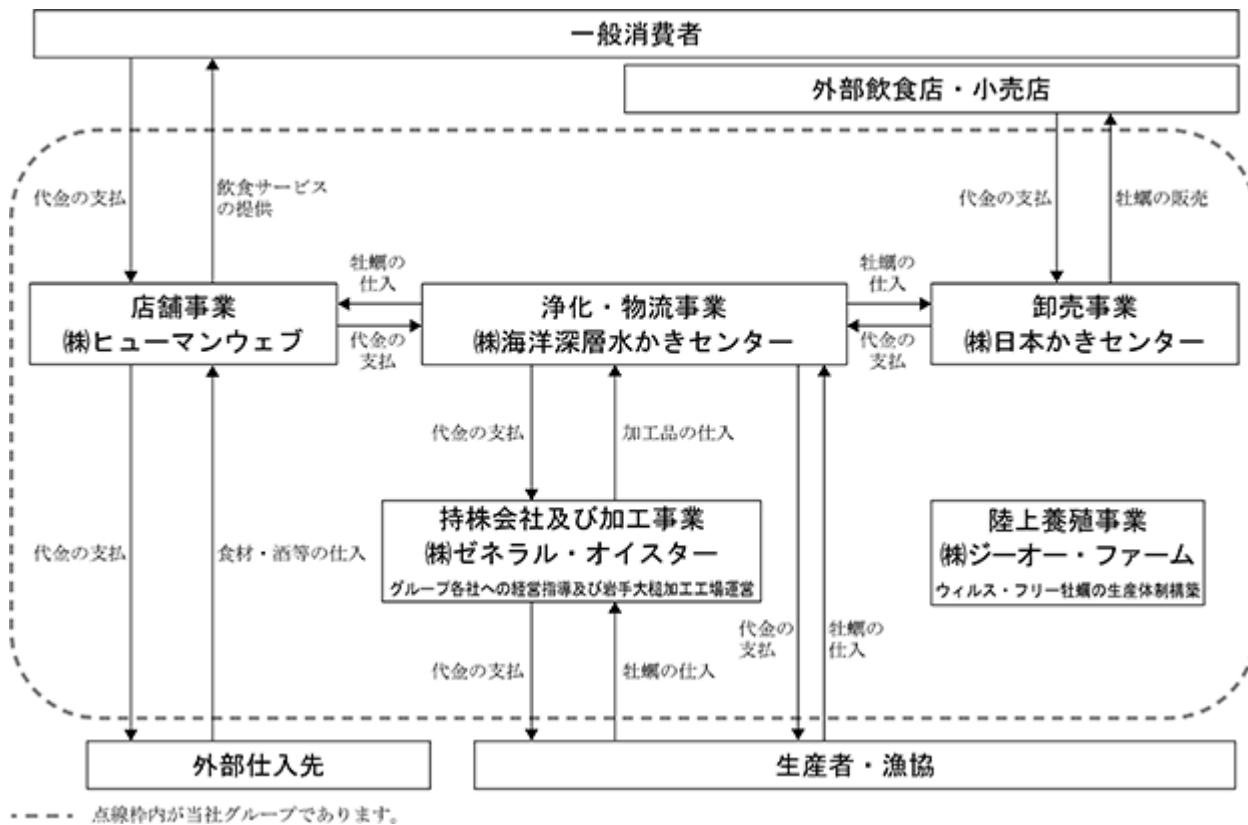 一般消費者
外部飲食店・小売店
代金の支払
飲食サービス
の提供
代金の支払
牡蠣の販売
牡蠣の
仕入
牡蠣の
仕入
店舗事業
㈱ヒューマンウェブ
浄化・物流事業
㈱海洋深層水かきセンター
卸売事業
㈱日本かきセンター
代金の
支払
代金の
支払
代金の支払
加工品の仕入
持株会社及び加工事業
㈱ゼネラル・オイスター
グループ各社への経営指導及び岩手大槌加工工場運営
陸上養殖事業
㈱ジーオー・ファーム
ウィルス・フリー牡蠣の生産体制構築
代金の支払
食材・酒等の仕入
代金の
支払
牡蠣の
仕入
代金の支払
牡蠣の仕入
外部仕入先
生産者・漁協
点線枠内が当社グループであります。